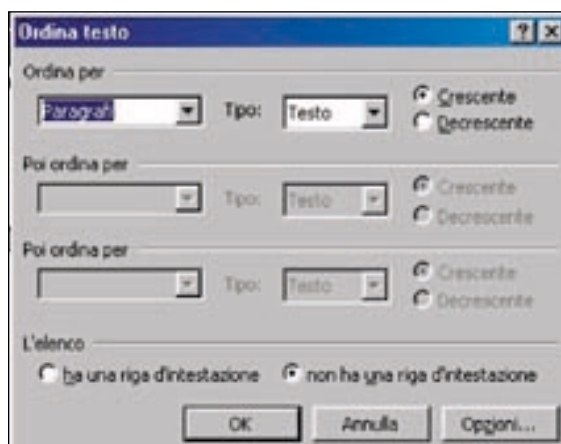 Ordina testo
Ordina per
Paragrafi Tipo: Testo Crescente
Decrescente
Poi ordina per
Tipo: Testo Crescente
Decrescente
Poi ordina per
Tipo: Testo Crescente
Decrescente
L'elenco
ha una riga d'intestazione non ha una riga d'intestazione
OK Annulla Opzioni...